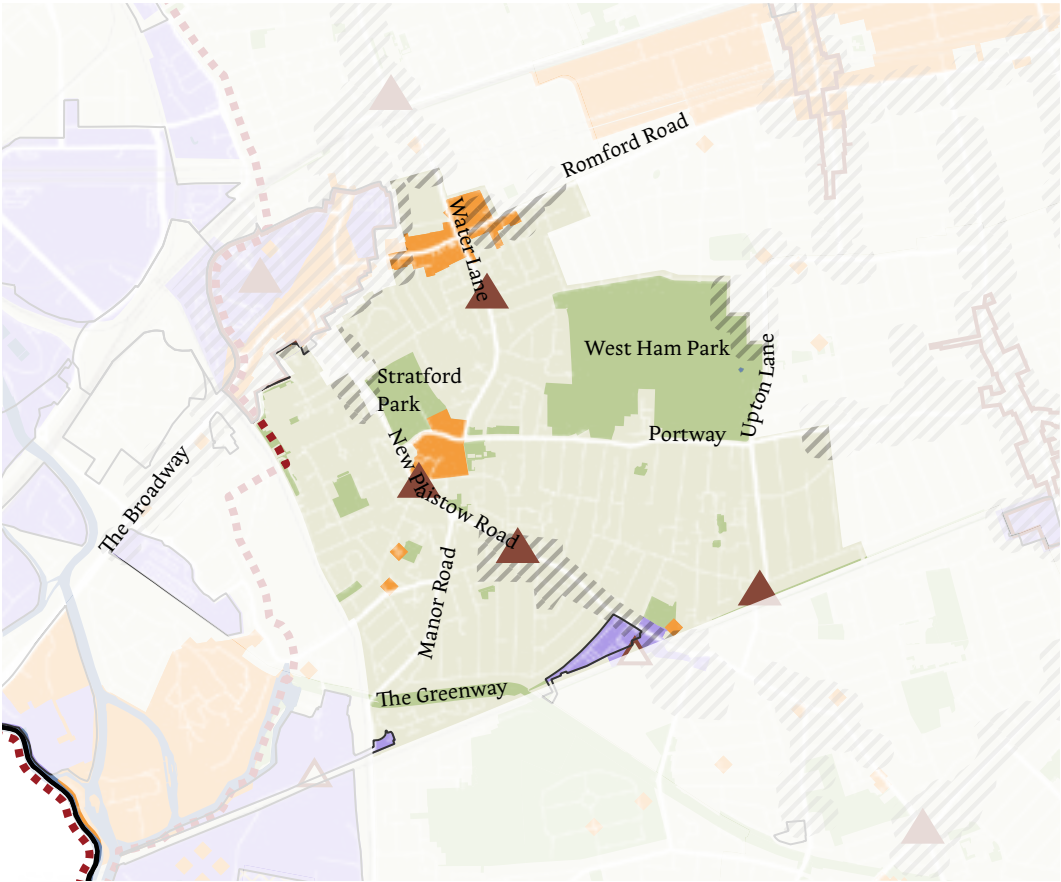 Romford Road
Water Lane
West Ham Park
Upton Lane
Stratford
Park
Portway
New Phistow Road
The Broadway
Manor Road
The Greenway